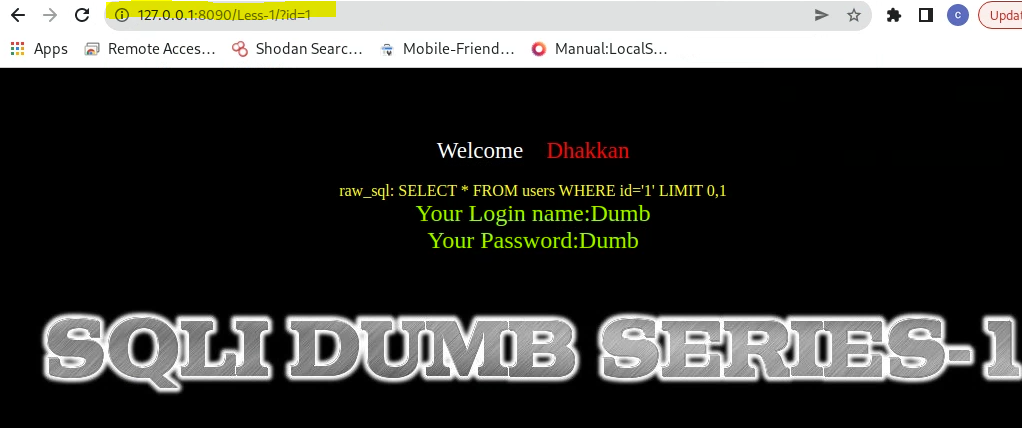 127.0.0.1:8090/Less-1/?id=1
c
Updat
Apps Remote Acces... Shodan Searc... Mobile-Friend... Manual:LocalS...
Welcome Dhakkan
raw_sql: SELECT * FROM users WHERE id='1' LIMIT 0,1
Your Login name:Dumb
Your Password:Dumb
SQLI DUMB SERIES-1